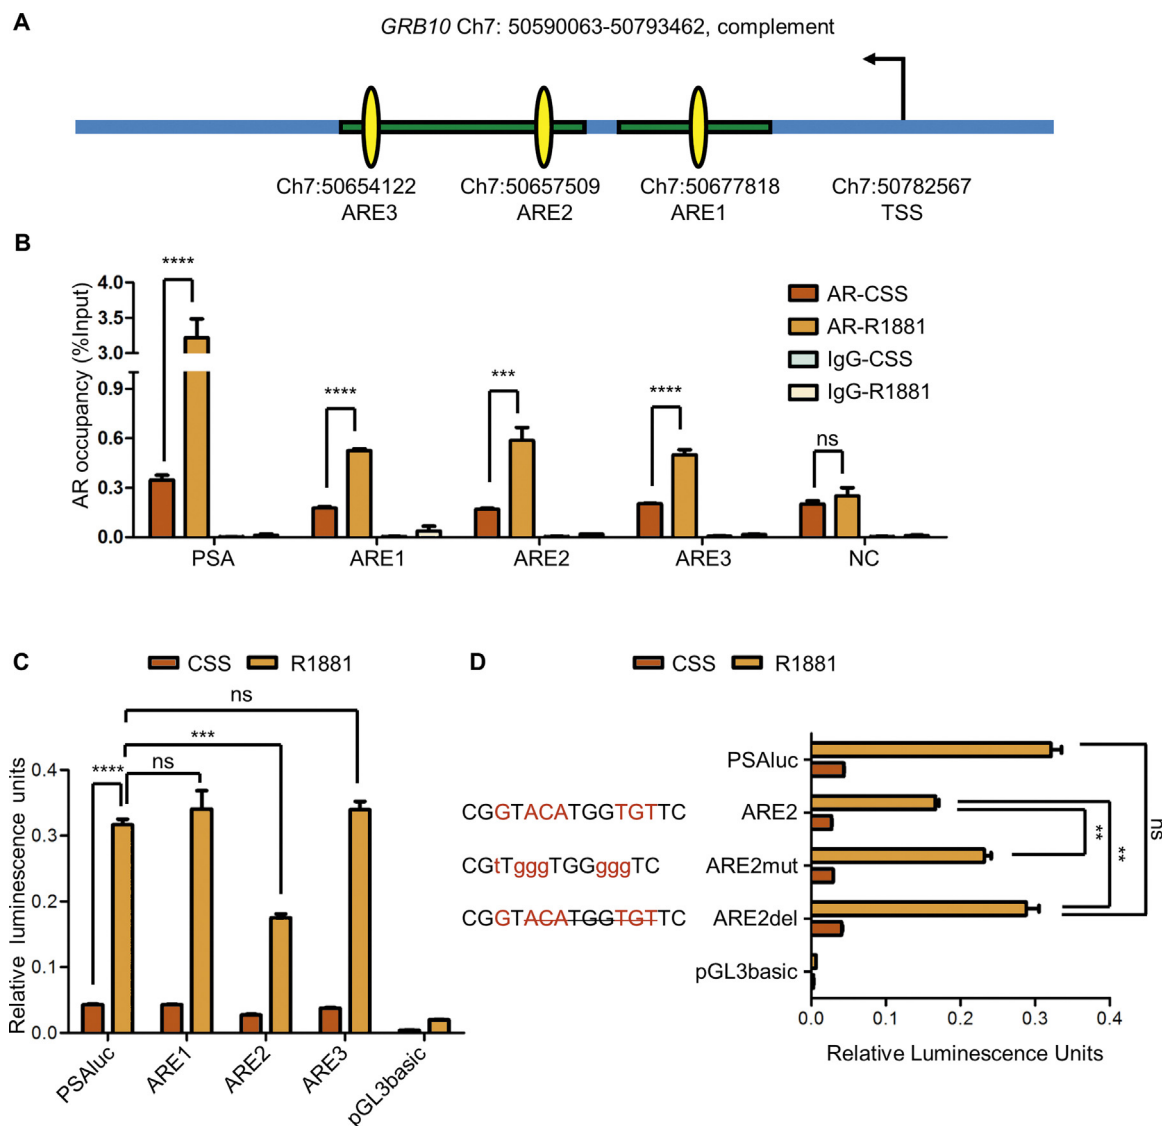 A
GRB10 Ch7: 50590063-50793462, complement
Ch7:50654122 Ch7:50657509 Ch7:50677818 Ch7:50782567
ARE3 ARE2 ARE1 TSS
B
AR occupancy (%Input)
4.0
3.5
3.0
0.9
0.6
0.3
0.0
****
****
***
****
ns
AR-CSS
AR-R1881
IgG-CSS
IgG-R1881
PSA ARE1 ARE2 ARE3 NC
C
CSS R1881
Relative luminescence units
0.4
0.3
0.2
0.1
0.0
ns
***
**** ns
PSAluc ARE1 ARE2 ARE3 pGL3basic
D
CSS R1881
PSAluc
CGGTACATGGTGTTC ARE2
CGtTgggTGGgggTC ARE2mut
CGGTACATGGTGTTC ARE2del
pGL3basic
**
**
ns
0.0 0.1 0.2 0.3 0.4
Relative Luminescence Units